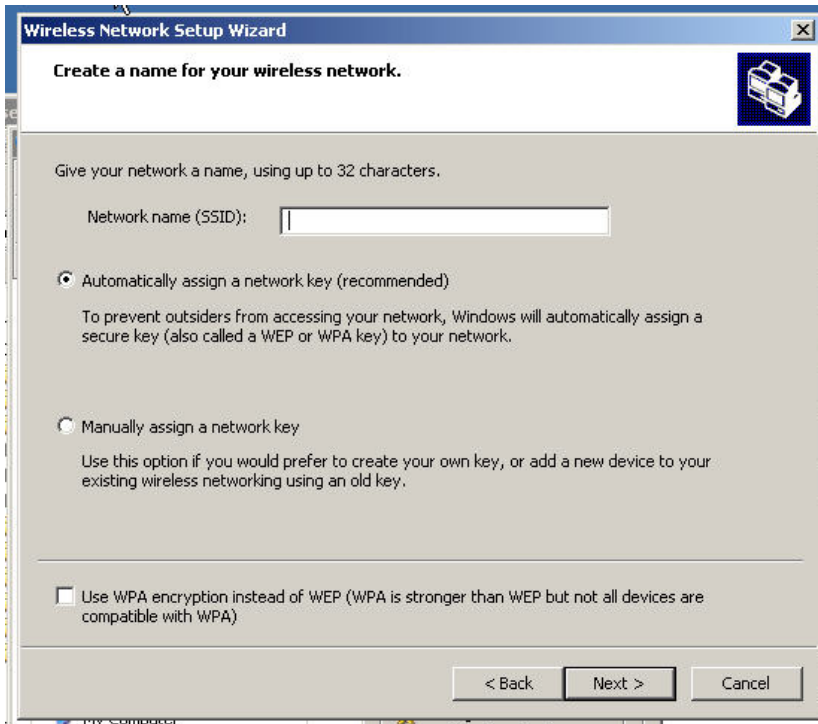 Wireless Network Setup Wizard
Create a name for your wireless network.
Give your network a name, using up to 32 characters.
Network name (SSID):
Automatically assign a network key (recommended)
To prevent outsiders from accessing your network, Windows will automatically assign a
secure key (also called a WEP or WPA key) to your network.
Manually assign a network key
Use this option if you would prefer to create your own key, or add a new device to your
existing wireless networking using an old key.
Use WPA encryption instead of WEP (WPA is stronger than WEP but not all devices are
compatible with WPA)
< Back Next > Cancel
My Computer